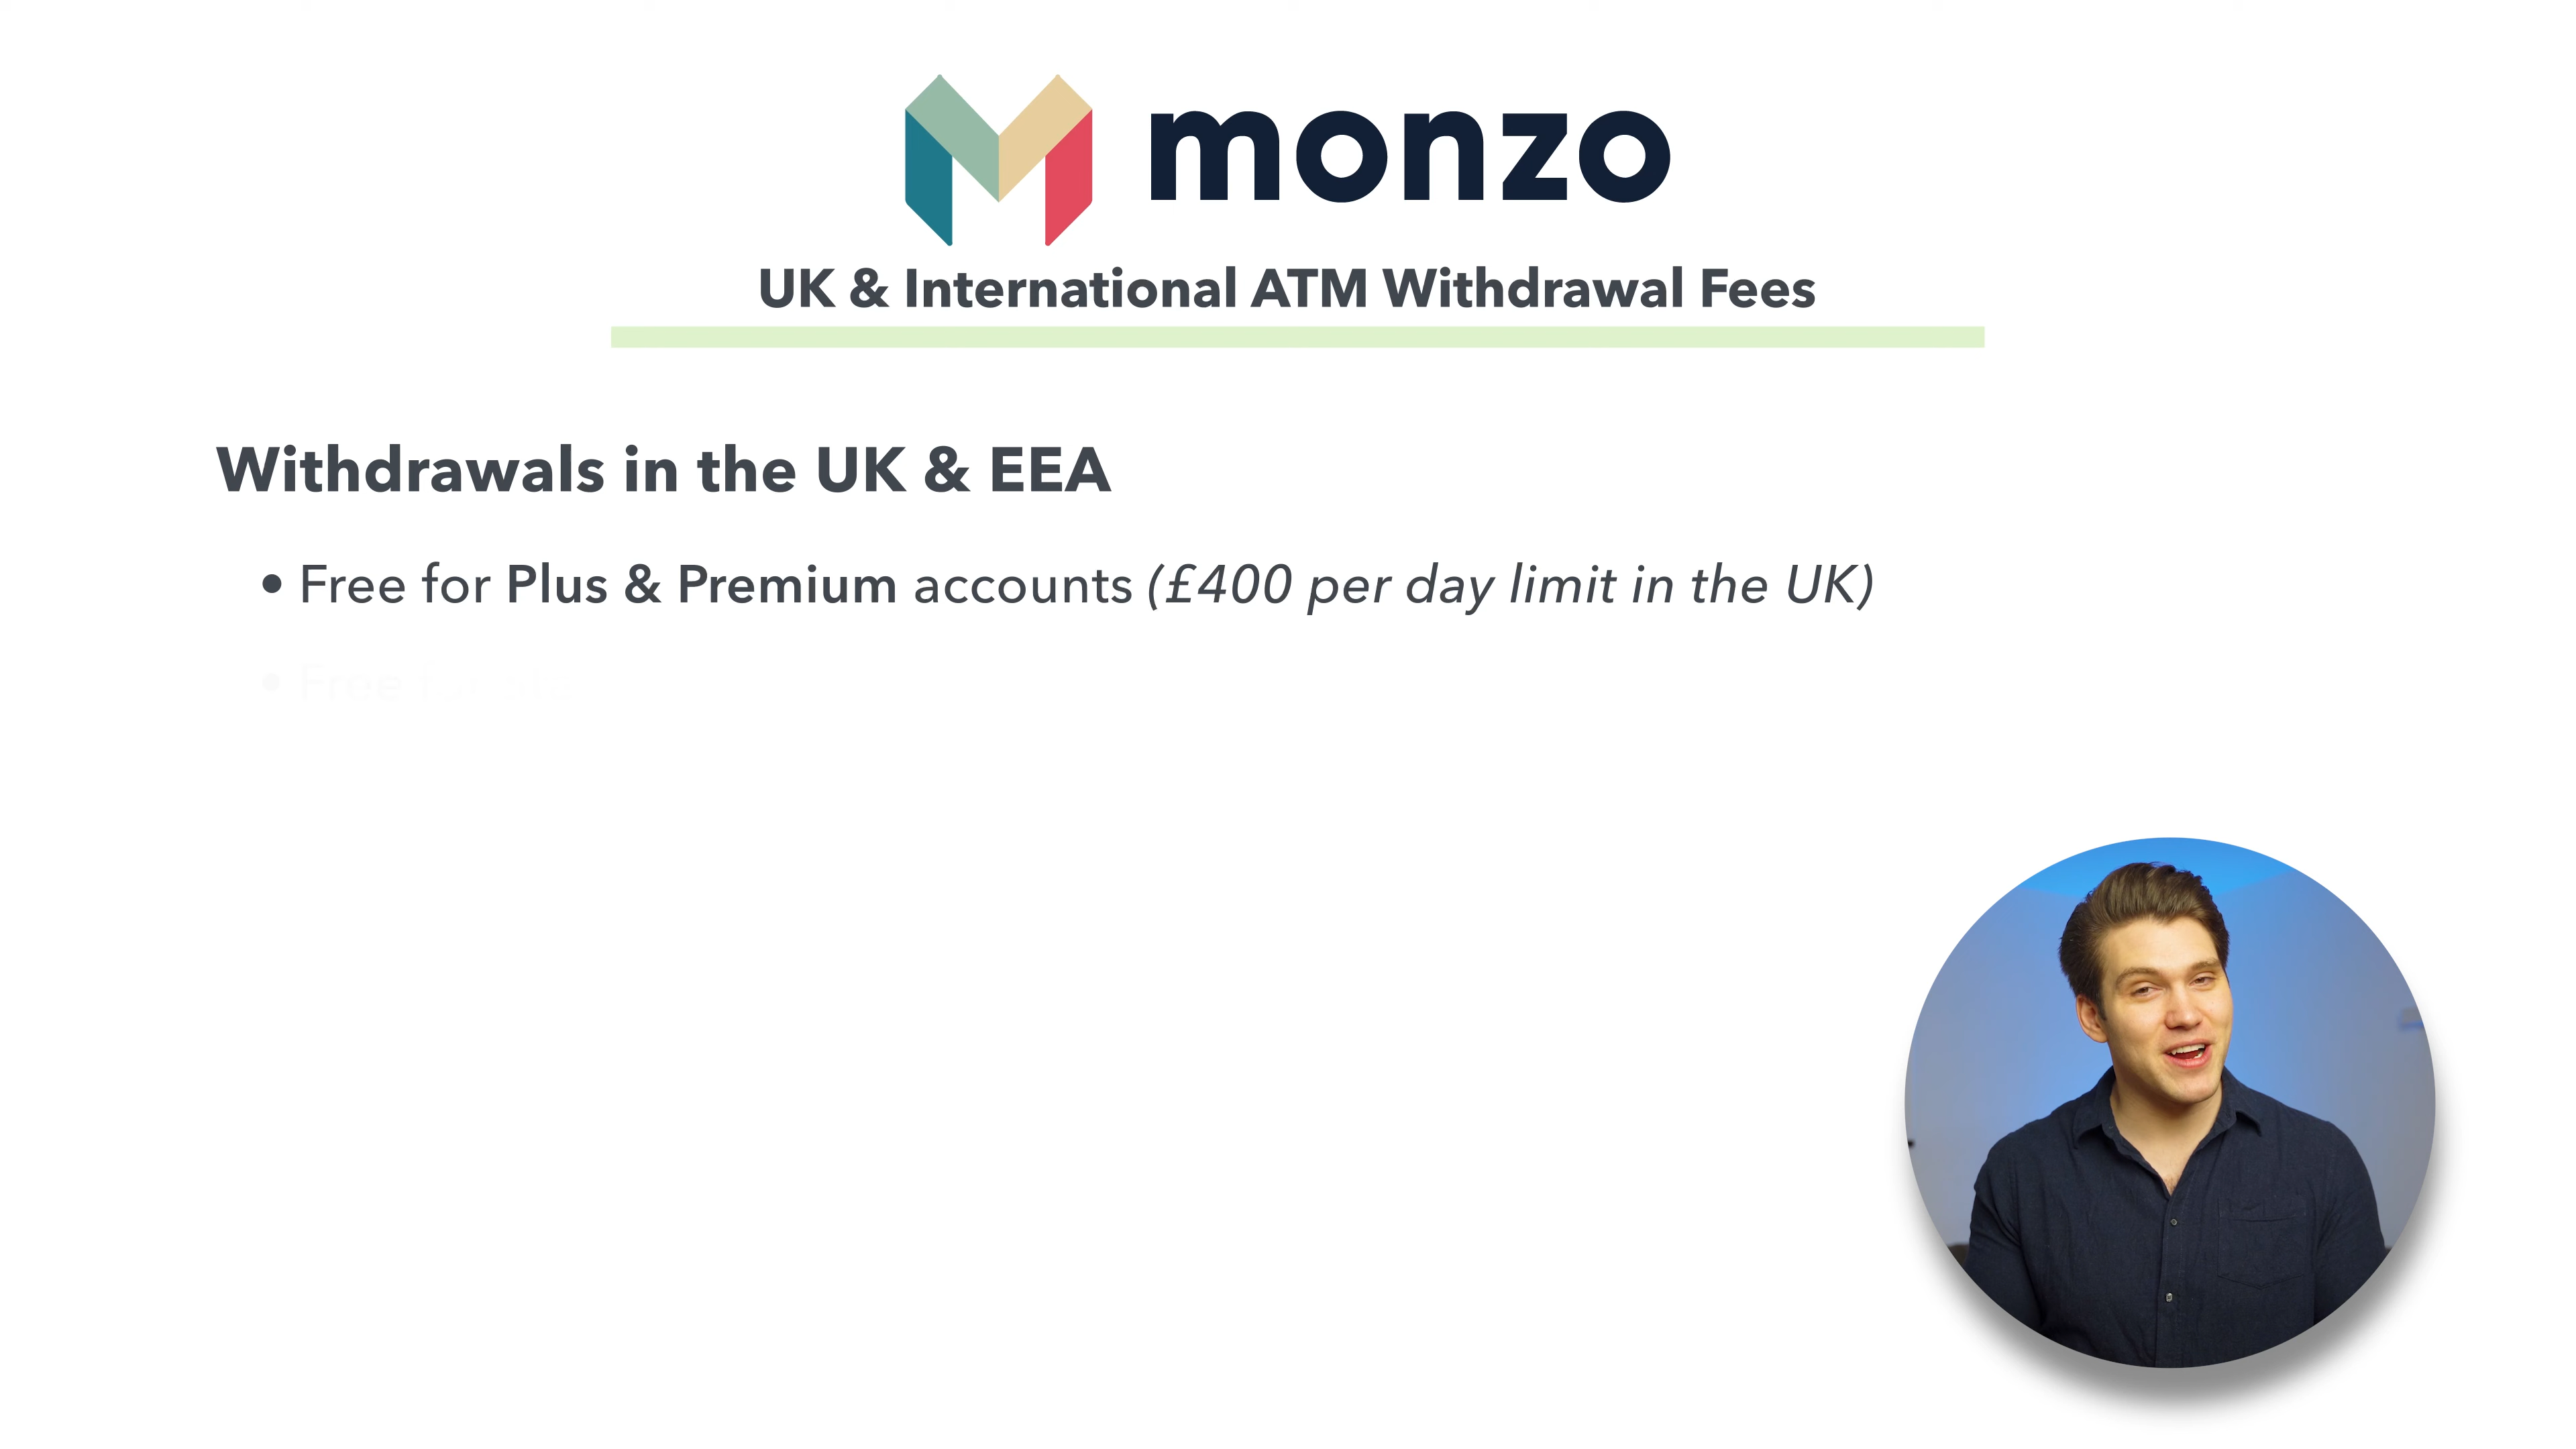 monzo
UK & International ATM Withdrawal Fees
Withdrawals in the UK & EEA
• Free for Plus & Premium accounts (£400 per day limit in the UK)
• Free